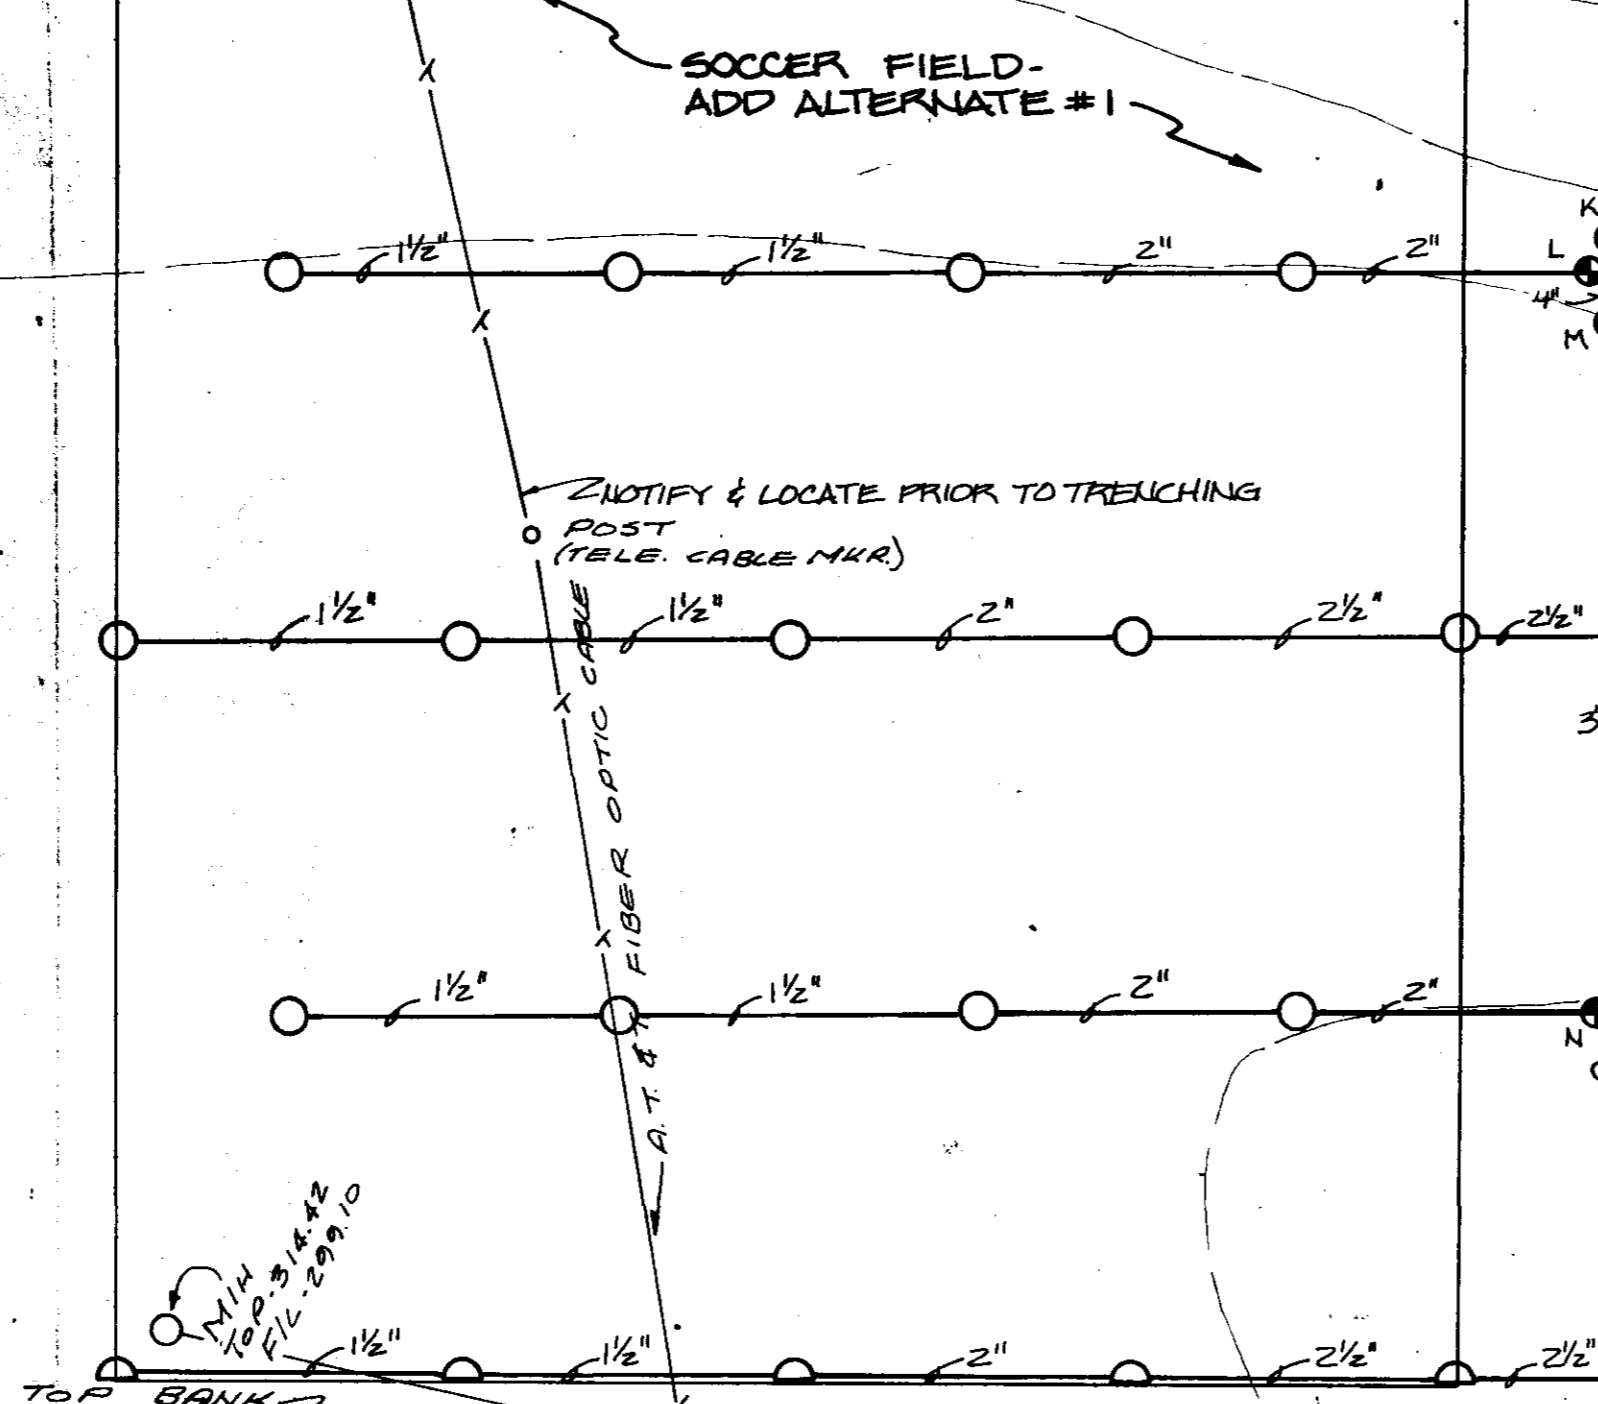 SOCCER FIELD-
ADD ALTERNATE #1
K
1½" 1½" 2" 2" L
4"
M
NOTIFY & LOCATE PRIOR TO TRENCHING
POST
(TELE. CABLE MKR.)
1½" 1½" 2" 2½" 2½"
A.T. & T FIBER OPTIC CABLE
1½" 1½" 2" 2"
N
M/H
TOP-314.42
F/L-299.10
1½" 1½" 2" 2½" 2½"
TOP BANK